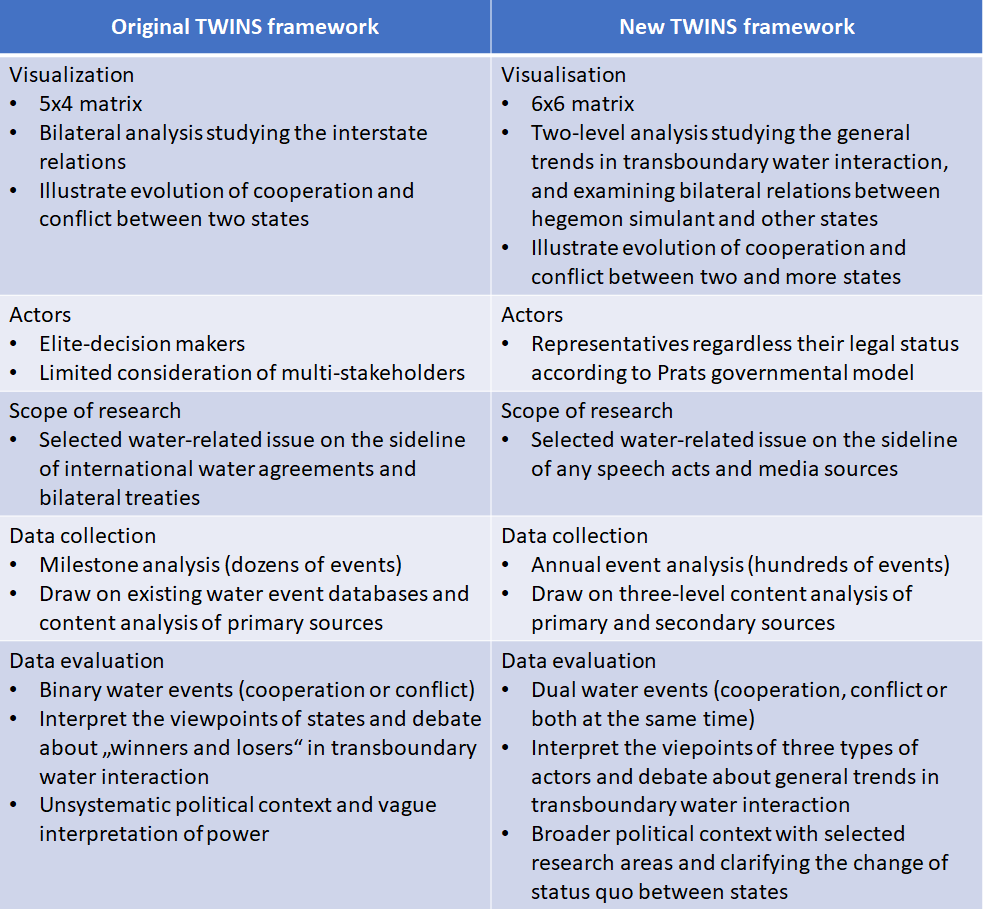 Original TWINS framework
New TWINS framework
Visualization
• 5x4 matrix
• Bilateral analysis studying the interstate
relations
• Illustrate evolution of cooperation and
conflict between two states
Visualisation
• 6x6 matrix
• Two-level analysis studying the general
trends in transboundary water interaction,
and examining bilateral relations between
hegemon simulant and other states
• Illustrate evolution of cooperation and
conflict between two and more states
Actors
• Elite-decision makers
• Limited consideration of multi-stakeholders
Actors
• Representatives regardless their legal status
according to Prats governmental model
Scope of research
• Selected water-related issue on the sideline
of international water agreements and
bilateral treaties
Scope of research
• Selected water-related issue on the sideline
of any speech acts and media sources
Data collection
• Milestone analysis (dozens of events)
• Draw on existing water event databases and
content analysis of primary sources
Data collection
• Annual event analysis (hundreds of events)
• Draw on three-level content analysis of
primary and secondary sources
Data evaluation
• Binary water events (cooperation or conflict)
• Interpret the viewpoints of states and debate
about „winners and losers“ in transboundary
water interaction
• Unsystematic political context and vague
interpretation of power
Data evaluation
• Dual water events (cooperation, conflict or
both at the same time)
• Interpret the viepoints of three types of
actors and debate about general trends in
transboundary water interaction
• Broader political context with selected
research areas and clarifying the change of
status quo between states